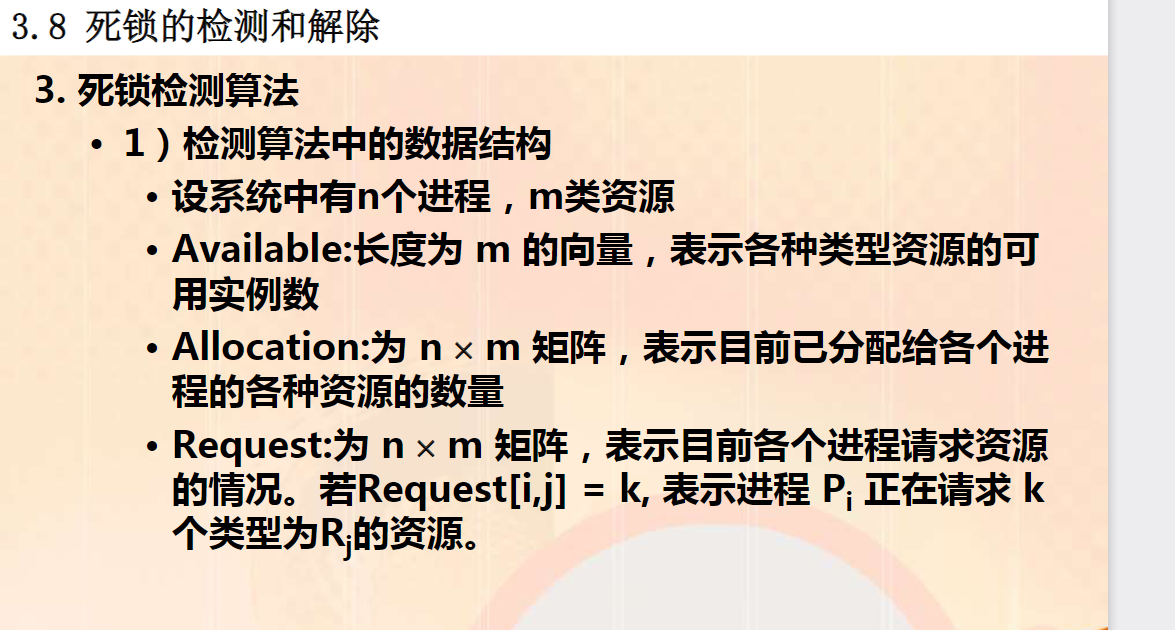 3.8 死锁的检测和解除
3. 死锁检测算法
• 1）检测算法中的数据结构
• 设系统中有n个进程，m类资源
• Available:长度为 m 的向量，表示各种类型资源的可
用实例数
• Allocation:为 n × m 矩阵，表示目前已分配给各个进
程的各种资源的数量
• Request:为 n × m 矩阵，表示目前各个进程请求资源
的情况。若Request[i,j] = k, 表示进程 Pi 正在请求 k
个类型为Rj的资源。